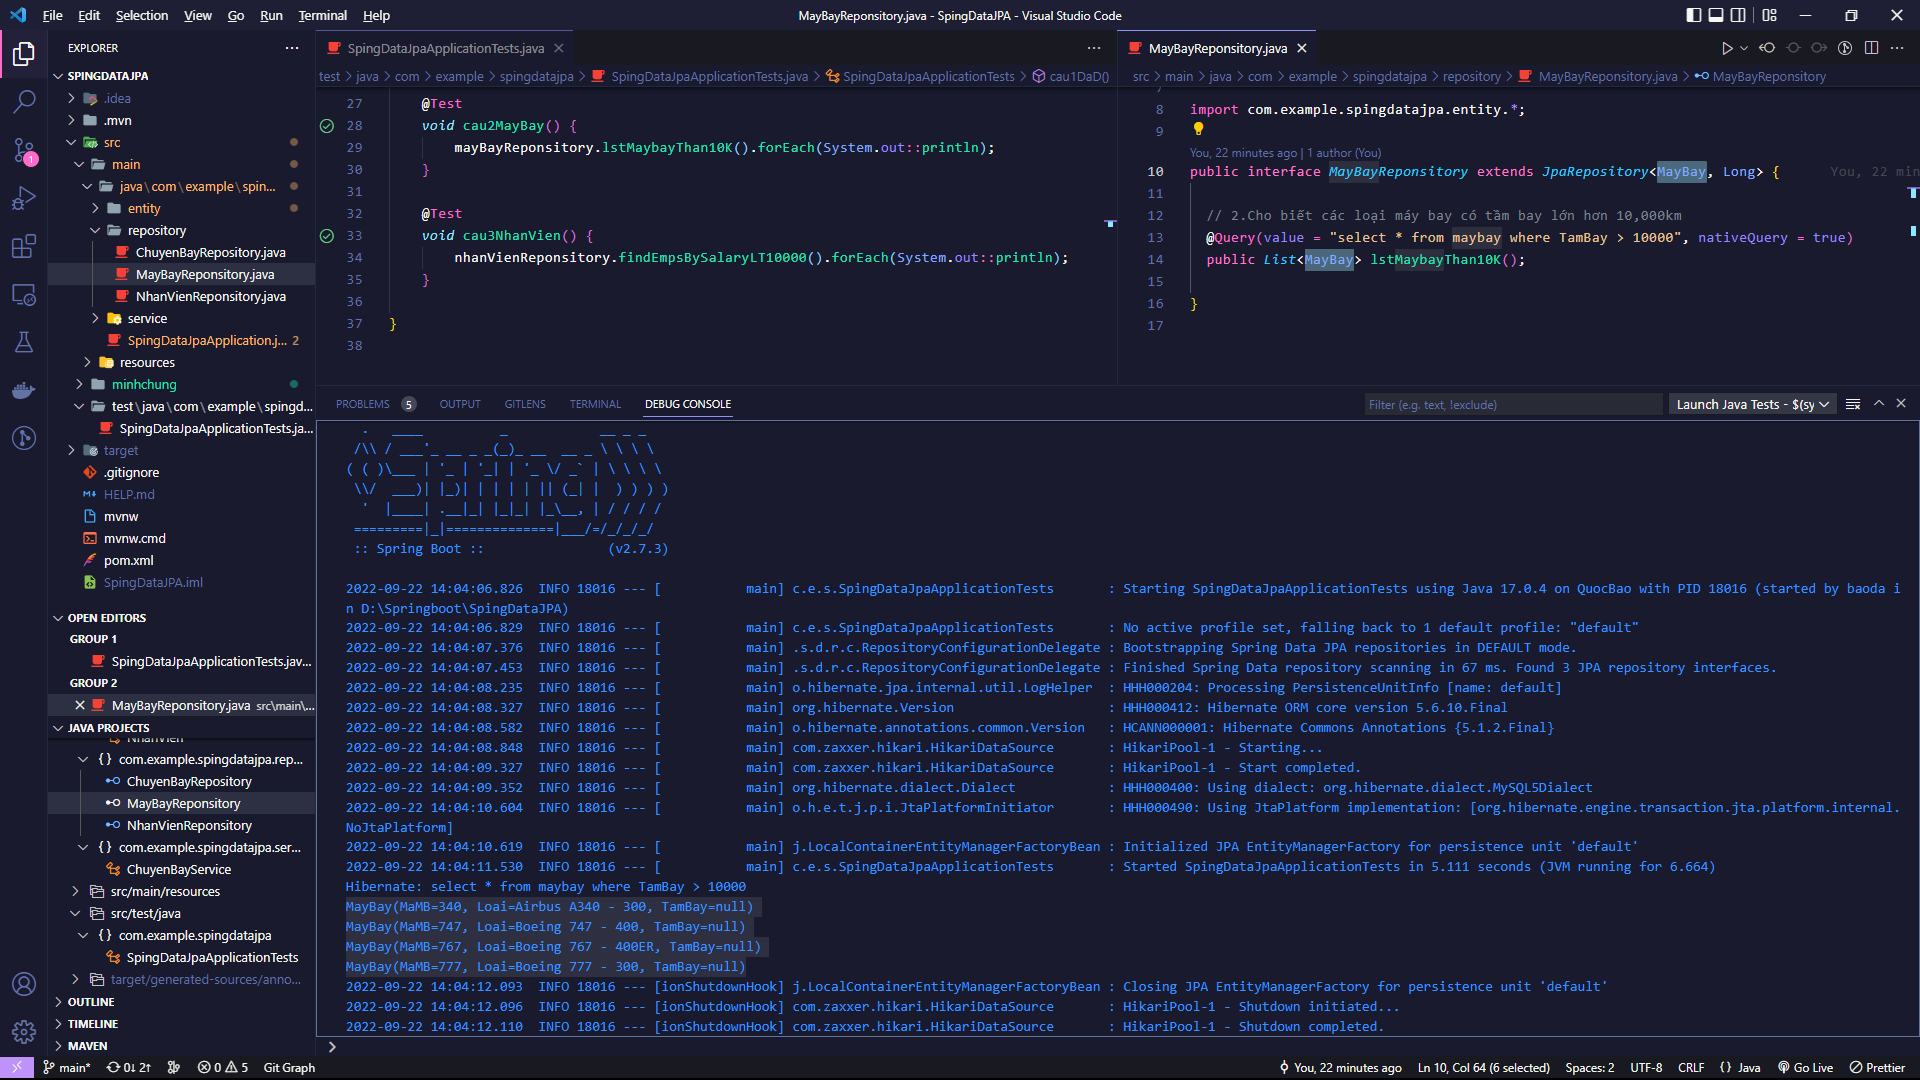 File Edit Selection View Go Run Terminal Help
MayBayReponsitory.java - SpingDataJPA - Visual Studio Code
EXPLORER
SPINGDATAJPA
.idea
.mvn
src
main
java\com\example\spin...
entity
repository
ChuyenBayRepository.java
MayBayReponsitory.java
NhanVienReponsitory.java
service
SpingDataJpaApplication.j... 2
resources
minhchung
test\java\com\example\spingd...
SpingDataJpaApplicationTests.ja...
target
.gitignore
HELP.md
mvnw
mvnw.cmd
pom.xml
SpingDataJPA.iml
OPEN EDITORS
GROUP 1
SpingDataJpaApplicationTests.jav...
GROUP 2
MayBayReponsitory.java src\main\...
JAVA PROJECTS
NhanVien
com.example.spingdatajpa.rep...
ChuyenBayRepository
MayBayReponsitory
NhanVienReponsitory
com.example.spingdatajpa.ser...
ChuyenBayService
src/main/resources
src/test/java
com.example.spingdatajpa
SpingDataJpaApplicationTests
target/generated-sources/anno...
OUTLINE
TIMELINE
MAVEN
1
SpingDataJpaApplicationTests.java
test > java > com > example > spingdatajpa > SpingDataJpaApplicationTests.java > SpingDataJpaApplicationTests > cau1DaD()
27 @Test
28 void cau2MayBay() {
29 mayBayReponsitory.lstMaybayThan10K().forEach(System.out::println);
30 }
31
32 @Test
33 void cau3NhanVien() {
34 nhanVienReponsitory.findEmpsBySalaryLT10000().forEach(System.out::println);
35 }
36
37 }
38
MayBayReponsitory.java
src > main > java > com > example > spingdatajpa > repository > MayBayReponsitory.java > MayBayReponsitory
8 import com.example.spingdatajpa.entity.*;
9
You, 22 minutes ago | 1 author (You)
10 public interface MayBayReponsitory extends JpaRepository<MayBay, Long> { You, 22 min
11
12 // 2.Cho biết các loại máy bay có tầm bay lớn hơn 10,000km
13 @Query(value = "select * from maybay where TamBay > 10000", nativeQuery = true)
14 public List<MayBay> lstMaybayThan10K();
15
16 }
17
PROBLEMS 5 OUTPUT GITLENS TERMINAL DEBUG CONSOLE
Filter (e.g. text, !exclude)
Launch Java Tests - $(sy
  .   ____          _            __ _ _
 /\\ / ___'_ __ _ _(_)_ __  __ _ \ \ \ \
( ( )\___ | '_ | '_| | '_ \/ _` | \ \ \ \
 \\/  ___)| |_)| | | | | || (_| |  ) ) ) )
  '  |____| .__|_| |_|_| |_\__, | / / / /
 =========|_|==============|___/=/_/_/_/
 :: Spring Boot ::                (v2.7.3)
2022-09-22 14:04:06.826 INFO 18016 --- [ main] c.e.s.SpingDataJpaApplicationTests : Starting SpingDataJpaApplicationTests using Java 17.0.4 on QuocBao with PID 18016 (started by baoda i
n D:\Springboot\SpingDataJPA)
2022-09-22 14:04:06.829 INFO 18016 --- [ main] c.e.s.SpingDataJpaApplicationTests : No active profile set, falling back to 1 default profile: "default"
2022-09-22 14:04:07.376 INFO 18016 --- [ main] .s.d.r.c.RepositoryConfigurationDelegate : Bootstrapping Spring Data JPA repositories in DEFAULT mode.
2022-09-22 14:04:07.453 INFO 18016 --- [ main] .s.d.r.c.RepositoryConfigurationDelegate : Finished Spring Data repository scanning in 67 ms. Found 3 JPA repository interfaces.
2022-09-22 14:04:08.235 INFO 18016 --- [ main] o.hibernate.jpa.internal.util.LogHelper : HHH000204: Processing PersistenceUnitInfo [name: default]
2022-09-22 14:04:08.327 INFO 18016 --- [ main] org.hibernate.Version : HHH000412: Hibernate ORM core version 5.6.10.Final
2022-09-22 14:04:08.582 INFO 18016 --- [ main] o.hibernate.annotations.common.Version : HCANN000001: Hibernate Commons Annotations {5.1.2.Final}
2022-09-22 14:04:08.848 INFO 18016 --- [ main] com.zaxxer.hikari.HikariDataSource : HikariPool-1 - Starting...
2022-09-22 14:04:09.327 INFO 18016 --- [ main] com.zaxxer.hikari.HikariDataSource : HikariPool-1 - Start completed.
2022-09-22 14:04:09.352 INFO 18016 --- [ main] org.hibernate.dialect.Dialect : HHH000400: Using dialect: org.hibernate.dialect.MySQL5Dialect
2022-09-22 14:04:10.604 INFO 18016 --- [ main] o.h.e.t.j.p.i.JtaPlatformInitiator : HHH000490: Using JtaPlatform implementation: [org.hibernate.engine.transaction.jta.platform.internal.
NoJtaPlatform]
2022-09-22 14:04:10.619 INFO 18016 --- [ main] j.LocalContainerEntityManagerFactoryBean : Initialized JPA EntityManagerFactory for persistence unit 'default'
2022-09-22 14:04:11.530 INFO 18016 --- [ main] c.e.s.SpingDataJpaApplicationTests : Started SpingDataJpaApplicationTests in 5.111 seconds (JVM running for 6.664)
Hibernate: select * from maybay where TamBay > 10000
MayBay(MaMB=340, Loai=Airbus A340 - 300, TamBay=null)
MayBay(MaMB=747, Loai=Boeing 747 - 400, TamBay=null)
MayBay(MaMB=767, Loai=Boeing 767 - 400ER, TamBay=null)
MayBay(MaMB=777, Loai=Boeing 777 - 300, TamBay=null)
2022-09-22 14:04:12.093 INFO 18016 --- [ionShutdownHook] j.LocalContainerEntityManagerFactoryBean : Closing JPA EntityManagerFactory for persistence unit 'default'
2022-09-22 14:04:12.096 INFO 18016 --- [ionShutdownHook] com.zaxxer.hikari.HikariDataSource : HikariPool-1 - Shutdown initiated...
2022-09-22 14:04:12.110 INFO 18016 --- [ionShutdownHook] com.zaxxer.hikari.HikariDataSource : HikariPool-1 - Shutdown completed.
main* 0↓ 2↑ 0 5 Git Graph
You, 22 minutes ago Ln 10, Col 64 (6 selected) Spaces: 2 UTF-8 CRLF {} Java Go Live Prettier